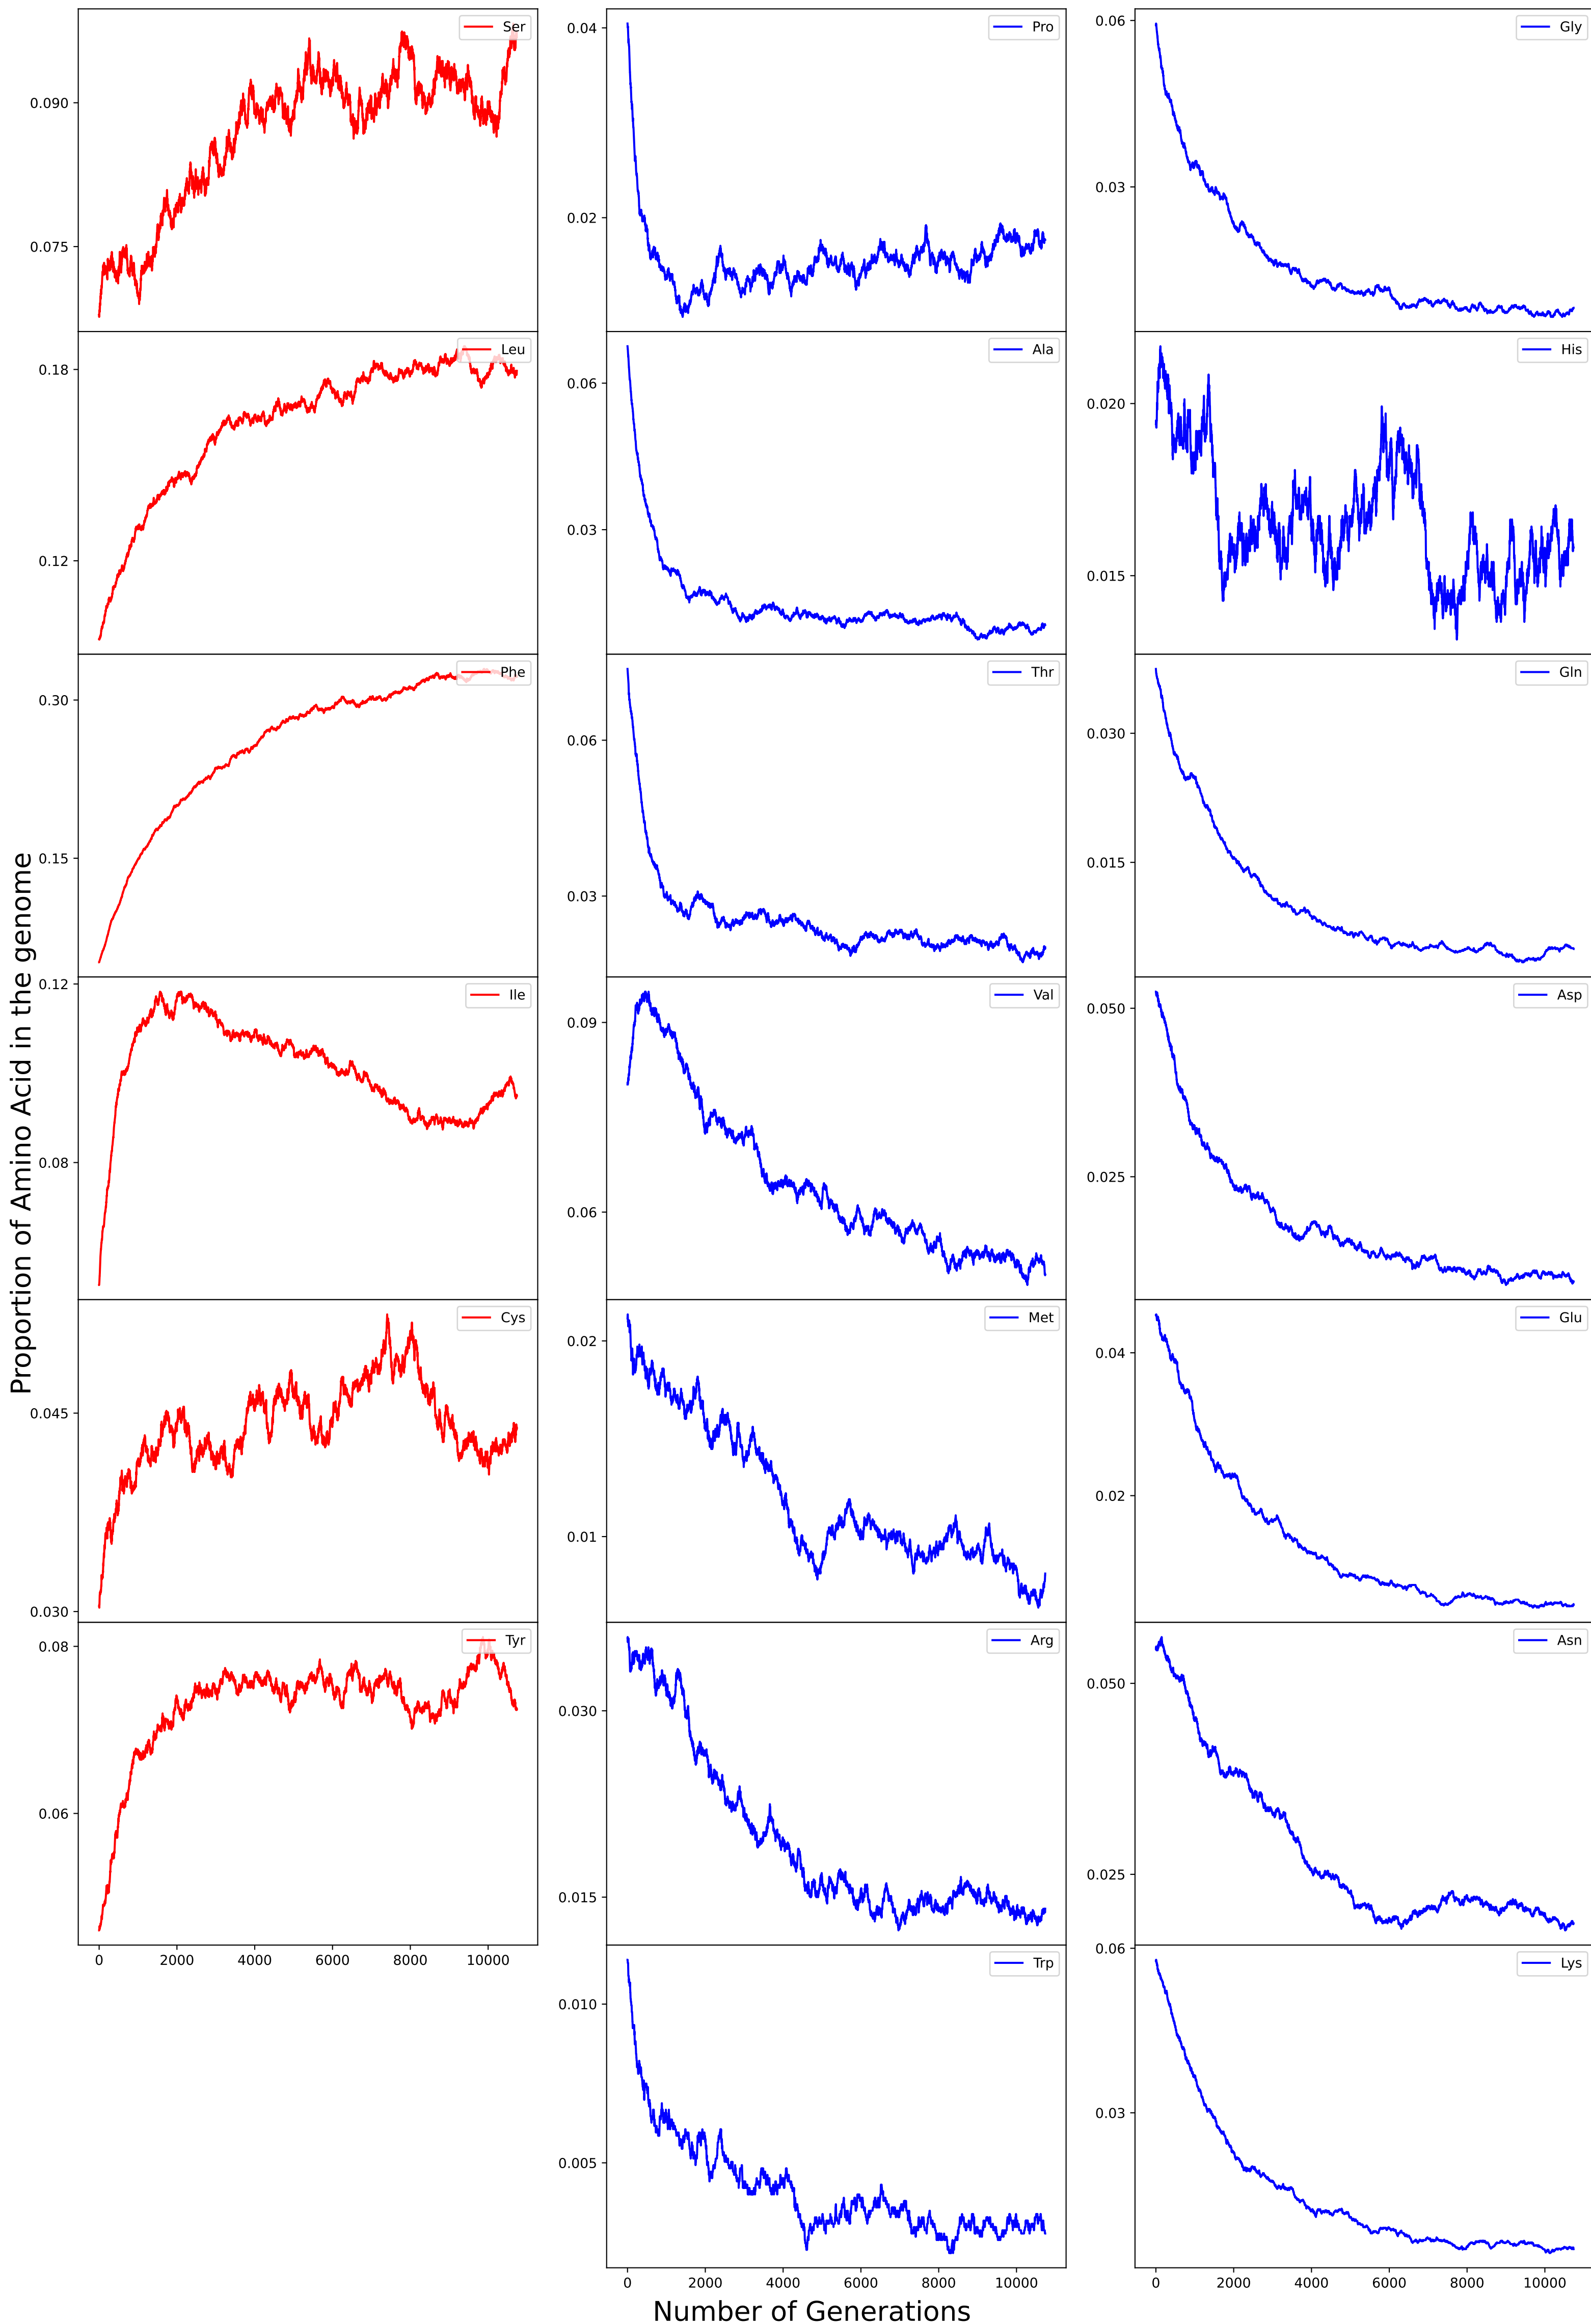 Proportion of Amino Acid in the genome
Ser
0.090
0.075
Leu
0.18
0.12
Phe
0.30
0.15
Ile
0.12
0.08
Cys
0.045
0.030
Tyr
0.08
0.06
0 2000 4000 6000 8000 10000
Pro
0.04
0.02
Ala
0.06
0.03
Thr
0.06
0.03
Val
0.09
0.06
Met
0.02
0.01
Arg
0.030
0.015
Trp
0.010
0.005
0 2000 4000 6000 8000 10000
Gly
0.06
0.03
His
0.020
0.015
Gln
0.030
0.015
Asp
0.050
0.025
Glu
0.04
0.02
Asn
0.050
0.025
Lys
0.06
0.03
0 2000 4000 6000 8000 10000
Number of Generations